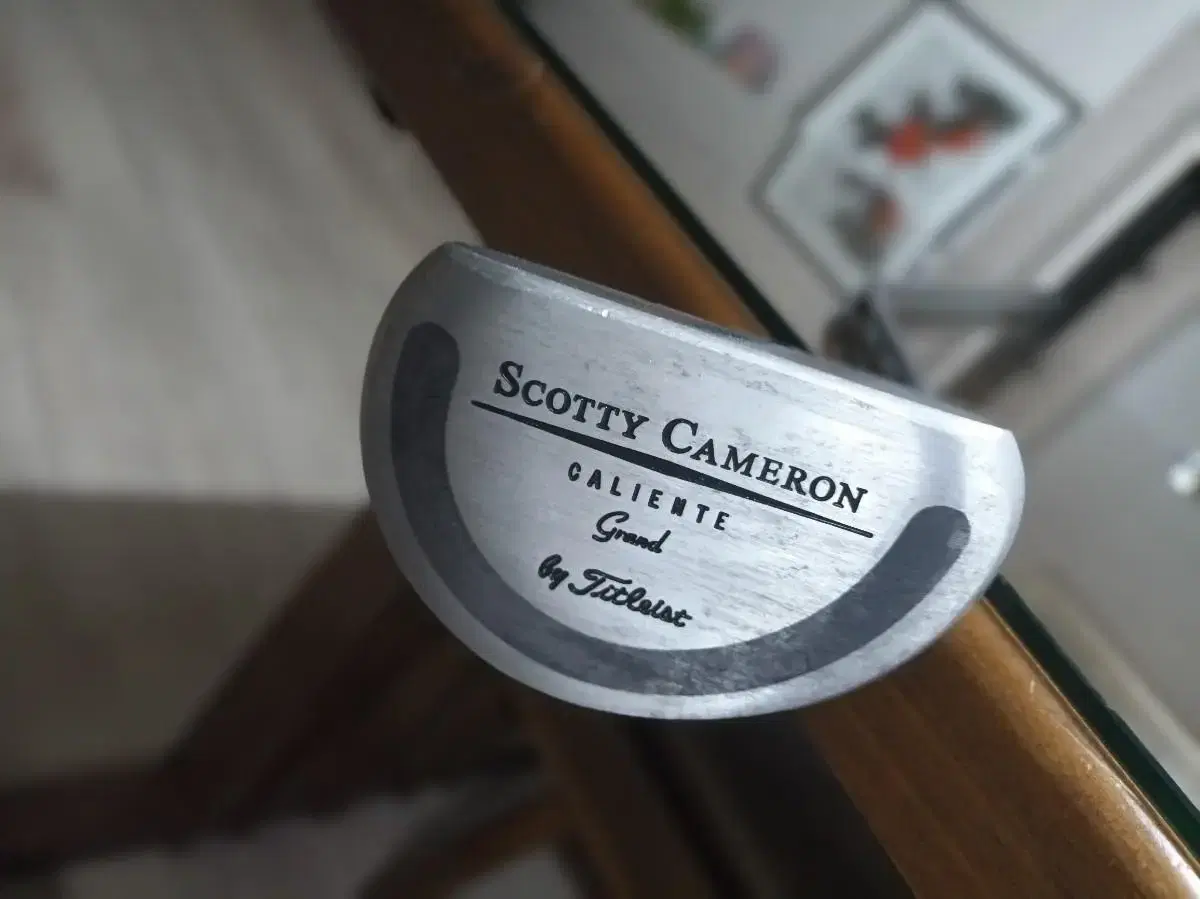 SCOTTY CAMERON
CALIENTE
Grand
by Titleist